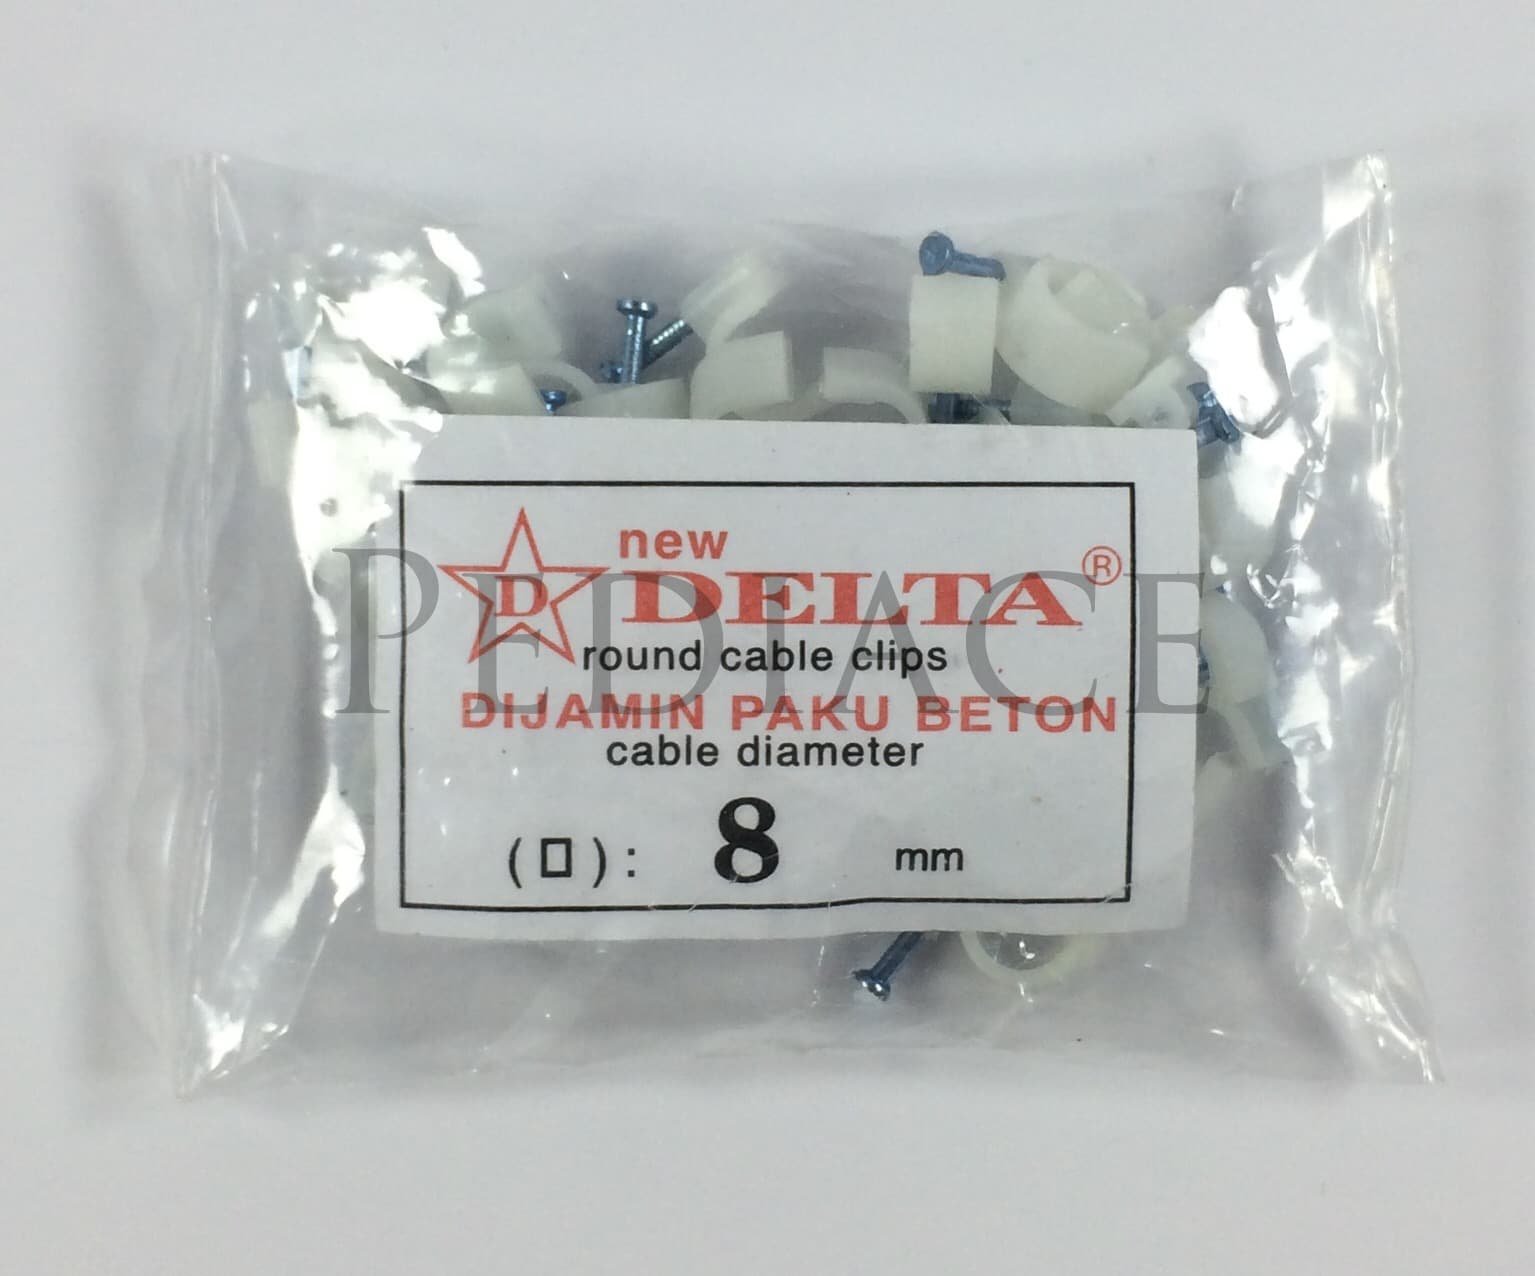 new
D DELTA ®
round cable clips
DIJAMIN PAKU BETON
cable diameter
(□): 8 mm
PEDIACE